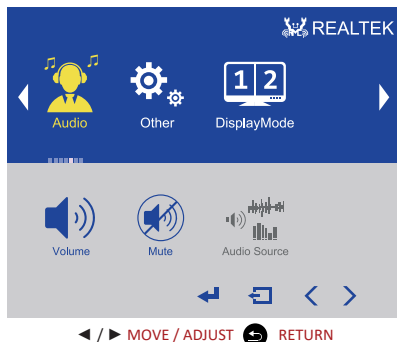 REALTEK
Audio Other DisplayMode
1 2
Volume Mute Audio Source
◄ / ► MOVE / ADJUST RETURN